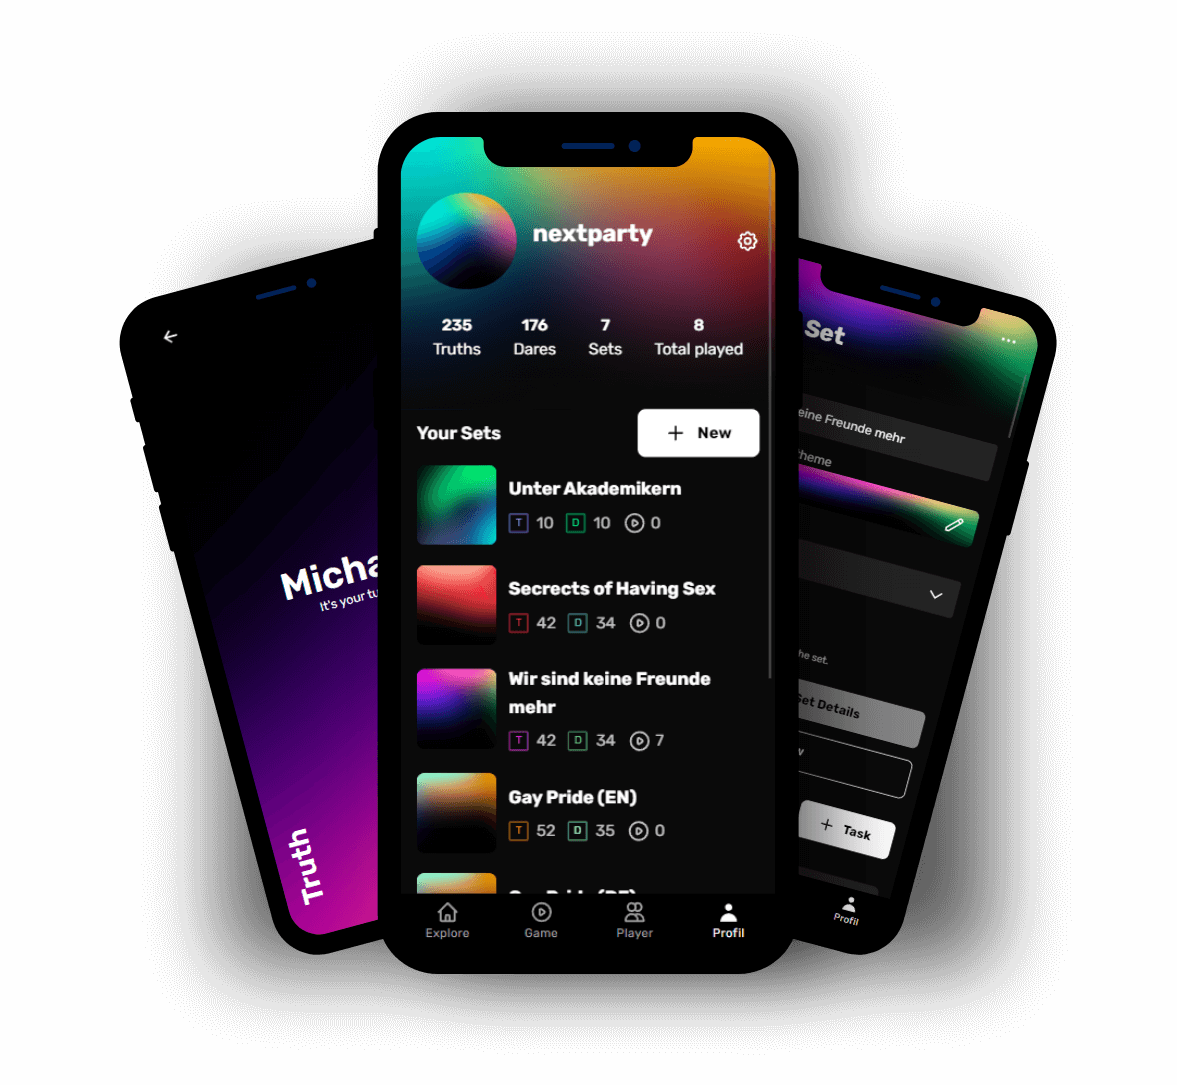 nextparty
235
176
7
8
Truths
Dares
Sets
Total played
Your Sets
+ New
Unter Akademikern
T 10 D 10 0
Secrects of Having Sex
T 42 D 34 0
Wir sind keine Freunde
mehr
T 42 D 34 7
Gay Pride (EN)
T 52 D 35 0
Explore
Game
Player
Profil
Micha
It's your tu
Truth
Set
...
eine Freunde mehr
heme
he set.
Set Details
+ Task
Profil